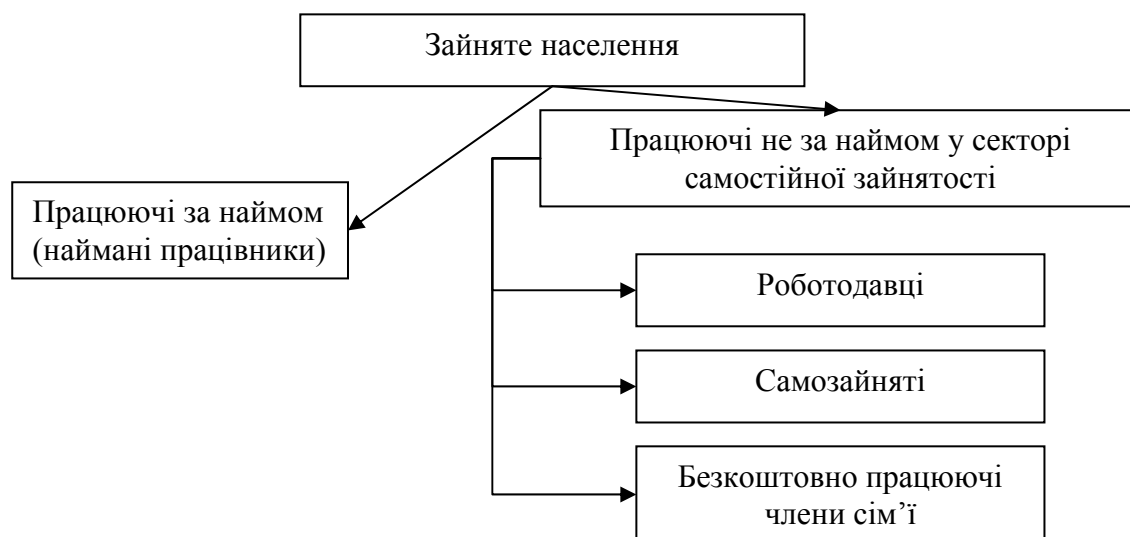 Зайняте населення
Працюючі не за наймом у секторі
самостійної зайнятості
Працюючі за наймом
(наймані працівники)
Роботодавці
Самозайняті
Безкоштовно працюючі
члени сім’ї